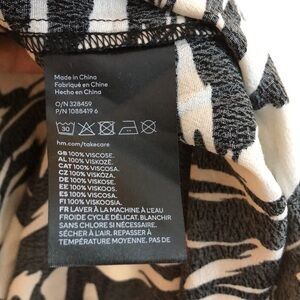 Made in China
Fabriqué en Chine
Hecho en China
O/N 328459
P/N 1088419 6
30
hm.com/takecare
GB 100% VISCOSE.
AL 100% VISKOZË.
CAT 100% VISCOSA.
CZ 100% VISKÓZA.
DE 100% VISKOSE.
EE 100% VISKOOS.
ES 100% VISCOSA.
FI 100% VISKOOSIA.
FR LAVER À LA MACHINE À L'EAU
FROIDE CYCLE DÉLICAT. BLANCHIR
SANS CHLORE SI NÉCESSAIRE.
SÉCHER À L'AIR. REPASSER À
TEMPÉRATURE MOYENNE. PAS DE